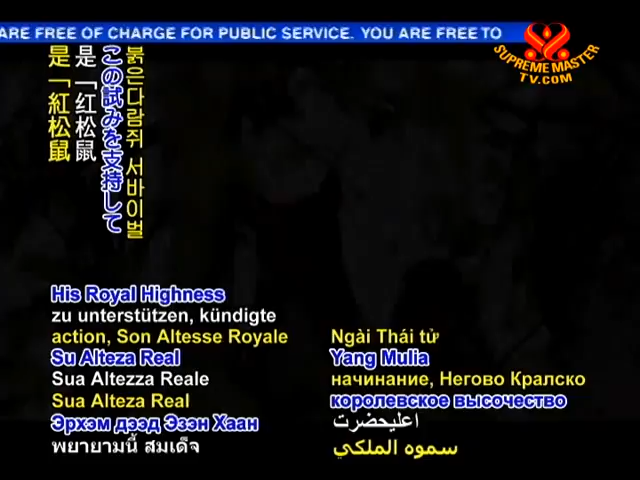 ARE FREE OF CHARGE FOR PUBLIC SERVICE. YOU ARE FREE TO
SUPREME MASTER
TV.COM
붉은다람쥐 서바이벌
この試みを支持して
是「红松鼠
是「紅松鼠
His Royal Highness
zu unterstützen, kündigte
action, Son Altesse Royale
Su Alteza Real
Sua Altezza Reale
Sua Alteza Real
Эрхэм дээд Эзэн Хаан
พยายามนี้ สมเด็จ
Ngài Thái tử
Yang Mulia
начинание, Негово Кралско
королевское высочество
اعلیحضرت
سموه الملكي